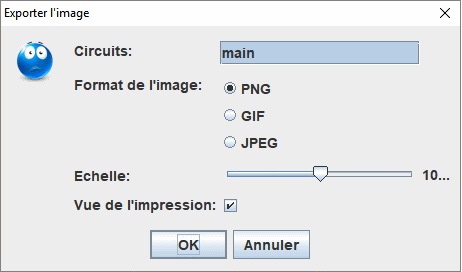 Exporter l'image
Circuits: main
Format de l'image: PNG
GIF
JPEG
Echelle: 10...
Vue de l'impression:
OK Annuler